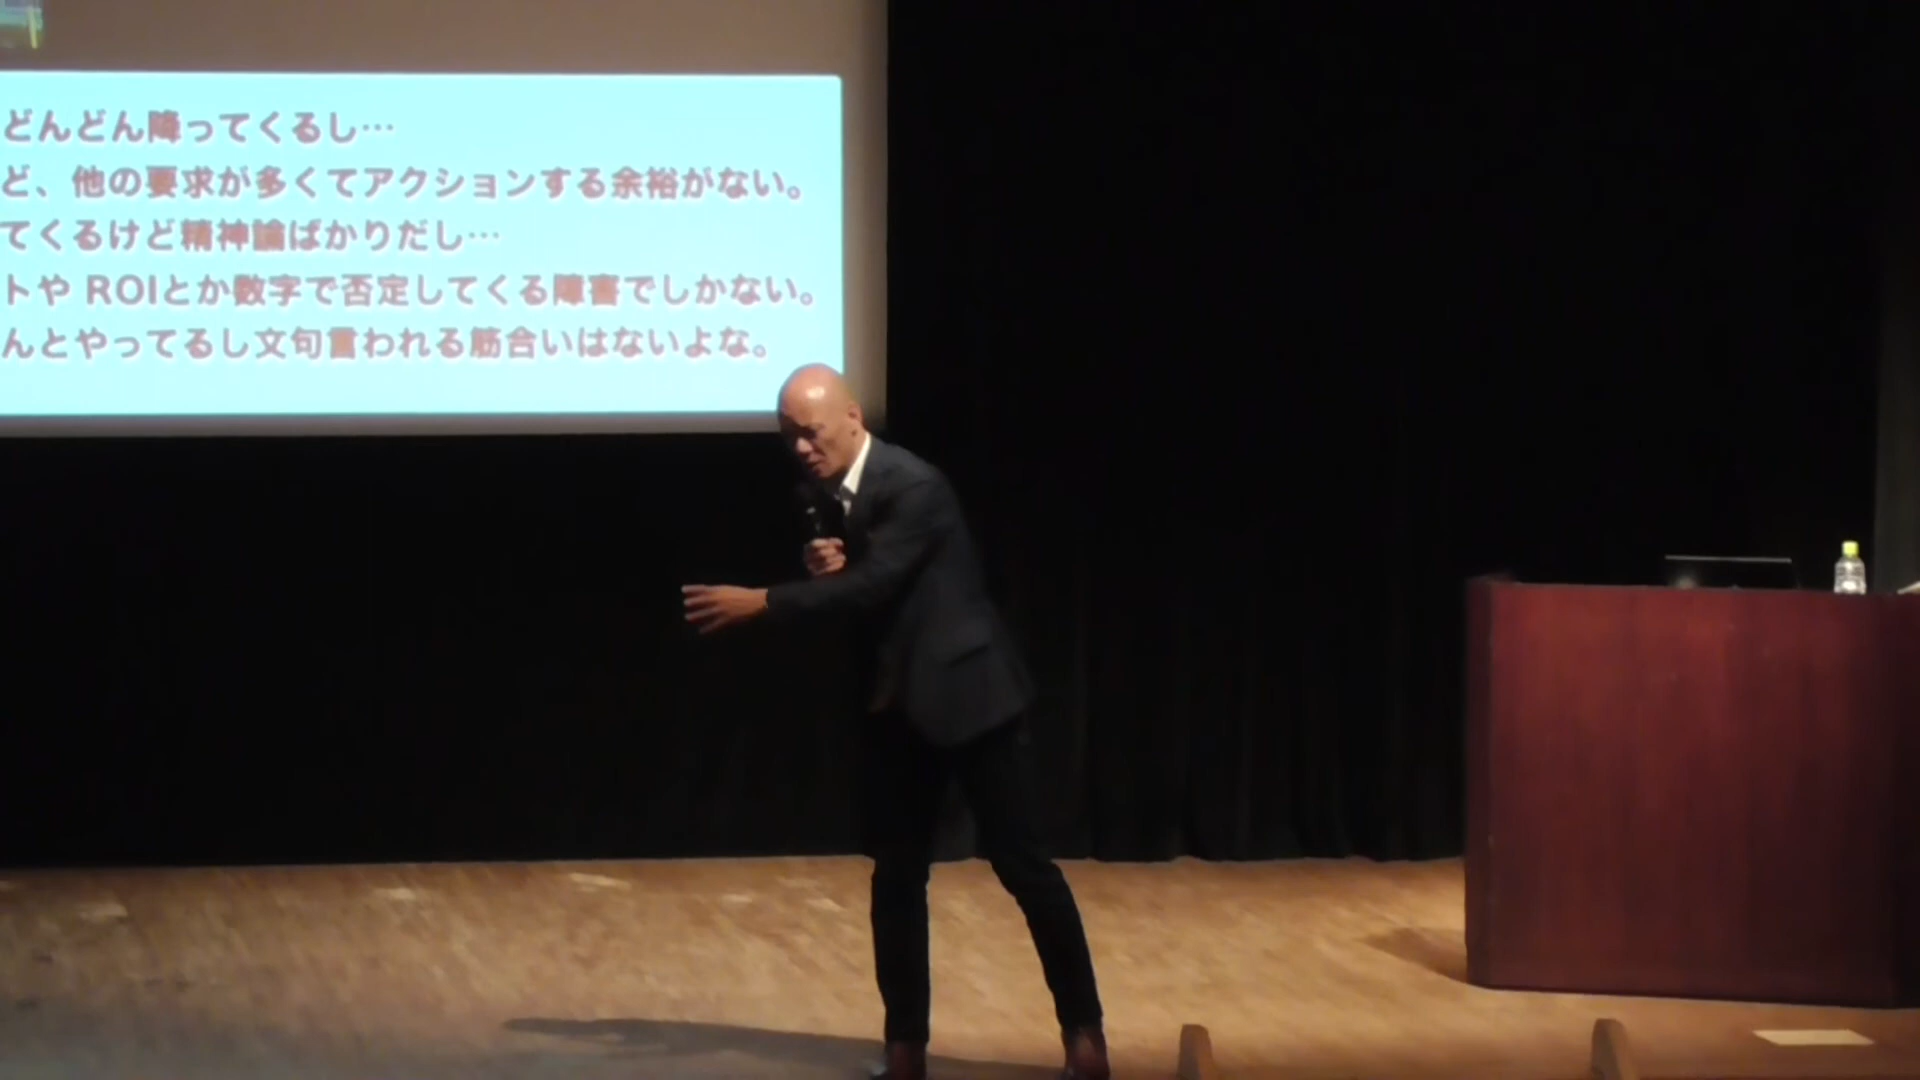 どんどん降ってくるし…
ど、他の要求が多くてアクションする余裕がない。
てくるけど精神論ばかりだし…
トや ROIとか数字で否定してくる障害でしかない。
んとやってるし文句言われる筋合いはないよな。